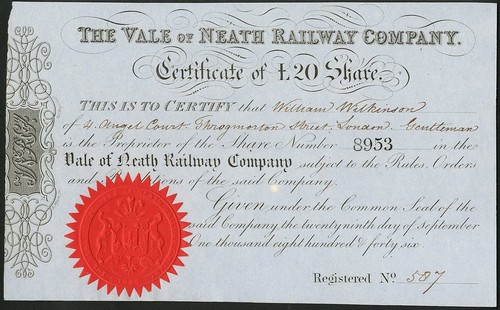 THE VALE OF NEATH RAILWAY COMPANY.
Certificate of £20 Share.
THIS IS TO CERTIFY that William Wilkinson
of 4 Angel Court Throgmorton Street, London, Gentleman
is the Proprietor of the Share Number 8953 in the
Vale of Neath Railway Company subject to the Rules, Orders
and of the said Company.
Given under the Common Seal of the
said Company the twenty ninth day of september
One thousand eight hundred & forty six.
Registered No. 587